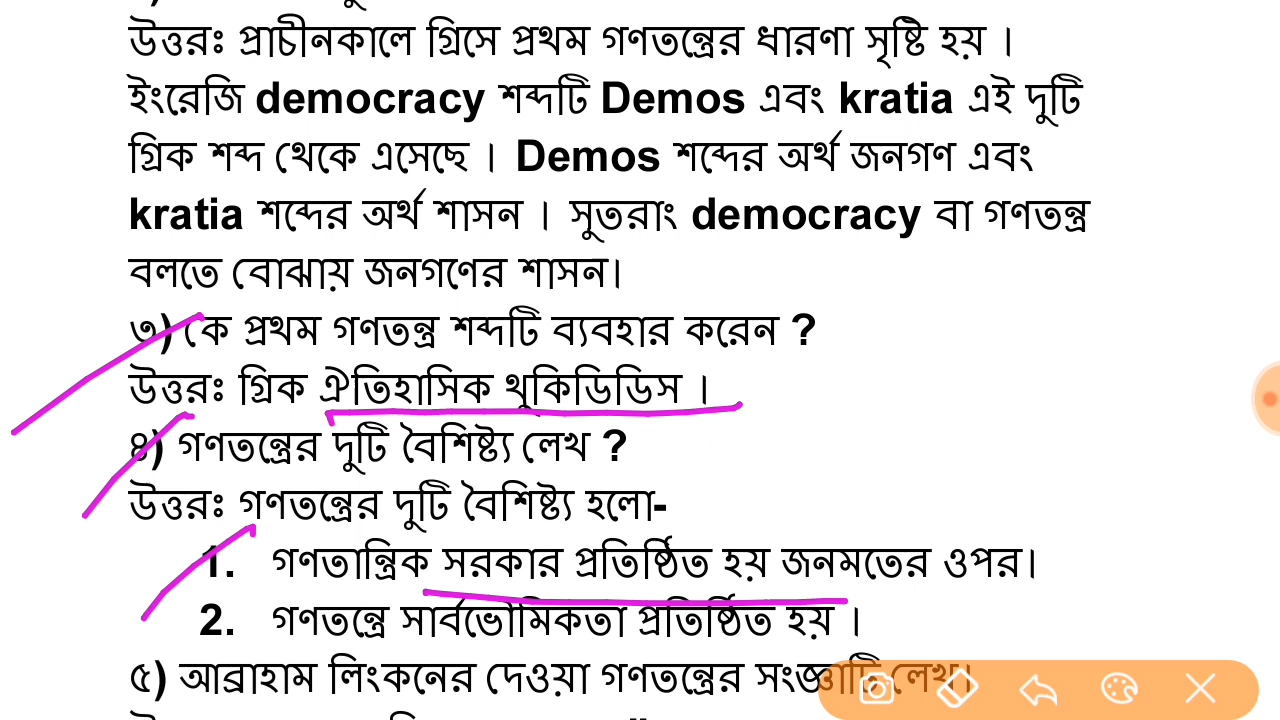 উত্তরঃ প্রাচীনকালে গ্রিসে প্রথম গণতন্ত্রের ধারণা সৃষ্টি হয় ।
ইংরেজি democracy শব্দটি Demos এবং kratia এই দুটি
গ্রিক শব্দ থেকে এসেছে । Demos শব্দের অর্থ জনগণ এবং
kratia শব্দের অর্থ শাসন । সুতরাং democracy বা গণতন্ত্র
বলতে বোঝায় জনগণের শাসন।
৩) কে প্রথম গণতন্ত্র শব্দটি ব্যবহার করেন ?
উত্তরঃ গ্রিক ঐতিহাসিক থুকিডিডিস ।
৪) গণতন্ত্রের দুটি বৈশিষ্ট্য লেখ ?
উত্তরঃ গণতন্ত্রের দুটি বৈশিষ্ট্য হলো-
1. গণতান্ত্রিক সরকার প্রতিষ্ঠিত হয় জনমতের ওপর।
2. গণতন্ত্রে সার্বভৌমিকতা প্রতিষ্ঠিত হয় ।
৫) আব্রাহাম লিংকনের দেওয়া গণতন্ত্রের সংজ্ঞাটি লেখ।